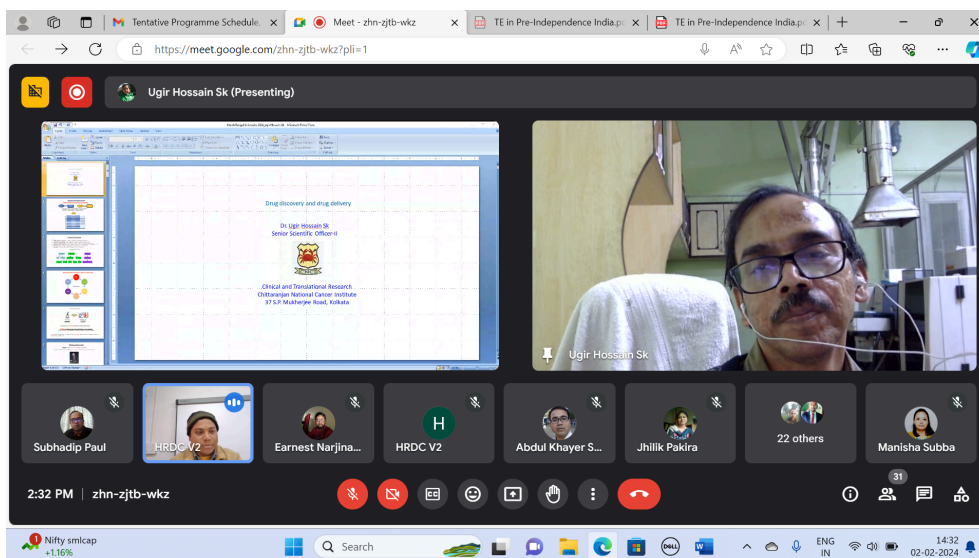 Tentative Programme Schedule,
Meet - zhn-zjtb-wkz
TE in Pre-Independence India.pc
TE in Pre-Independence India.pc
https://meet.google.com/zhn-zjtb-wkz?pli=1
Ugir Hossain Sk (Presenting)
Drug discovery and drug delivery
Dr. Ugir Hossain Sk
Senior Scientific Officer-II
Clinical and Translational Research
Chittaranjan National Cancer Institute
37 S.P. Mukherjee Road, Kolkata
Ugir Hossain Sk
Subhadip Paul
HRDC V2
Earnest Narjina...
H
HRDC V2
Abdul Khayer S...
Jhilik Pakira
22 others
Manisha Subba
2:32 PM | zhn-zjtb-wkz
31
1
Nifty smlcap
+1.16%
Search
DELL
W
ENG
IN
14:32
02-02-2024